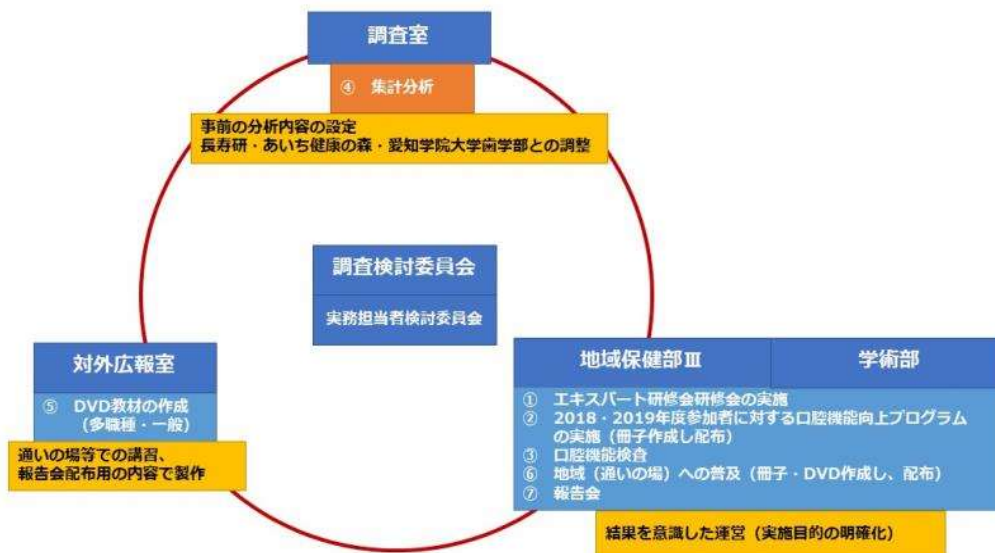 調査室
④ 集計分析
事前の分析内容の設定
長寿研・あいち健康の森・愛知学院大学歯学部との調整
調査検討委員会
実務担当者検討委員会
対外広報室
⑤ DVD教材の作成
（多職種・一般）
通いの場等での講習、
報告会配布用の内容で製作
地域保健部Ⅲ
学術部
① エキスパート研修会研修会の実施
② 2018・2019年度参加者に対する口腔機能向上プログラム
の実施（冊子作成し配布）
③ 口腔機能検査
⑥ 地域（通いの場）への普及（冊子・DVD作成し、配布）
⑦ 報告会
結果を意識した運営（実施目的の明確化）